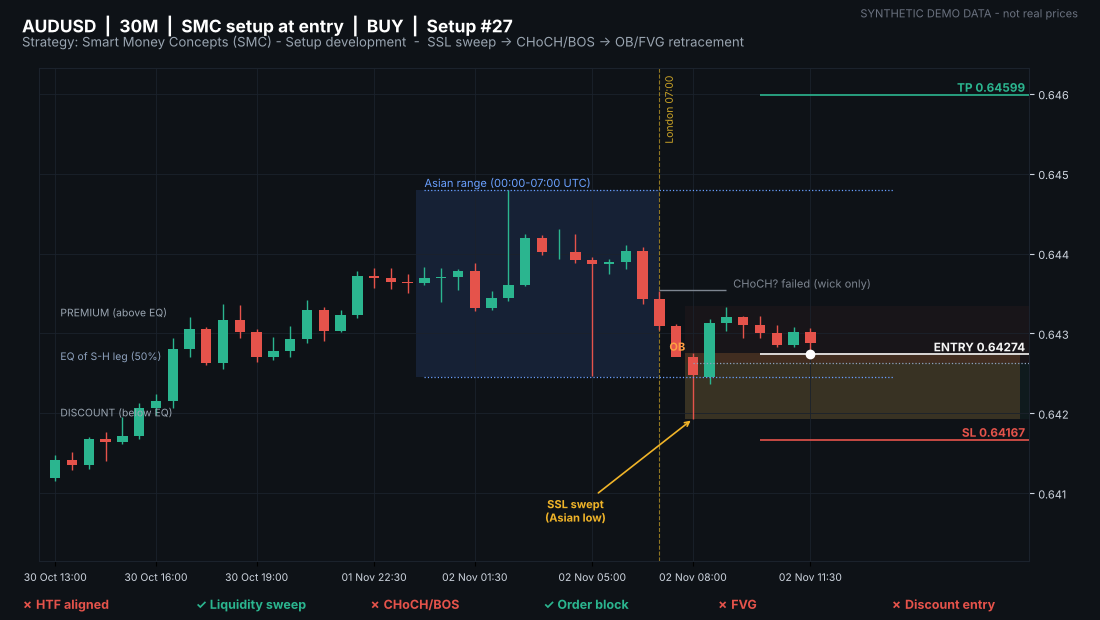 SYNTHETIC DEMO DATA - not real prices
AUDUSD | 30M | SMC setup at entry | BUY | Setup #27
Strategy: Smart Money Concepts (SMC) - Setup development - SSL sweep → CHoCH/BOS → OB/FVG retracement
London 07:00
TP 0.64599
0.646
0.645
Asian range (00:00-07:00 UTC)
0.644
CHoCH? failed (wick only)
PREMIUM (above EQ)
0.643
OB
ENTRY 0.64274
EQ of S-H leg (50%)
DISCOUNT (below EQ)
0.642
SL 0.64167
0.641
SSL swept
(Asian low)
30 Oct 13:00 30 Oct 16:00 30 Oct 19:00 01 Nov 22:30 02 Nov 01:30 02 Nov 05:00 02 Nov 08:00 02 Nov 11:30
× HTF aligned ✓ Liquidity sweep × CHoCH/BOS ✓ Order block × FVG × Discount entry